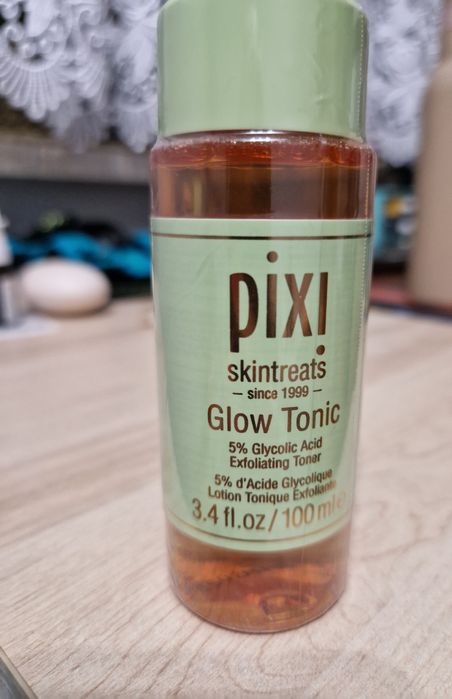 pixi
skintreats
– since 1999 –
Glow Tonic
5% Glycolic Acid
Exfoliating Toner
5% d'Acide Glycolique
Lotion Tonique Exfoliante
3.4 fl.oz/100 ml e